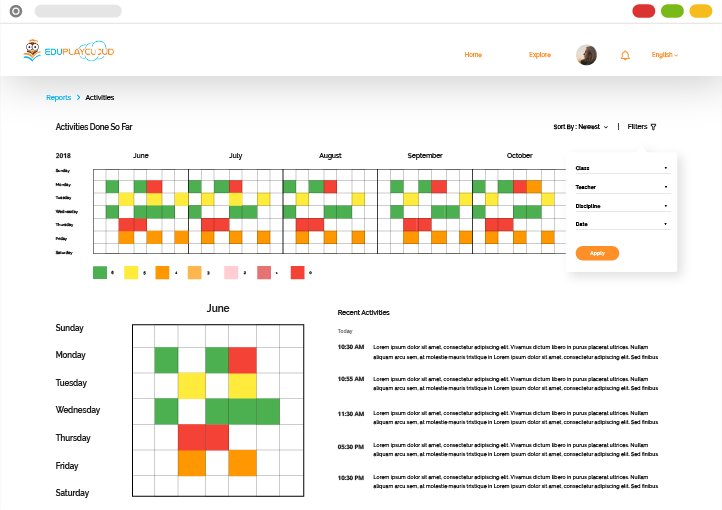 EDUPLAYCLOUD
Home
Explore
English
Reports > Activities
Activities Done So Far
Sort By : Newest
Filters
2018
June
July
August
September
October
Sunday
Monday
Tuesday
Wednesday
Thursday
Friday
Saturday
Class
Teacher
Discipline
Date
Apply
June
Sunday
Monday
Tuesday
Wednesday
Thursday
Friday
Saturday
Recent Activities
Today
10:30 AM
Lorem ipsum dolor sit amet, consectetur adipiscing elit. Vivamus dictum libero in purus placerat ultrices. Nullam
aliquam arcu sem, at molestie mauris tristique in Lorem ipsum dolor sit amet, consectetur adipiscing elit. Sed finibus
10:55 AM
Lorem ipsum dolor sit amet, consectetur adipiscing elit. Vivamus dictum libero in purus placerat ultrices. Nullam
aliquam arcu sem, at molestie mauris tristique in Lorem ipsum dolor sit amet, consectetur adipiscing elit. Sed finibus
11:30 AM
Lorem ipsum dolor sit amet, consectetur adipiscing elit. Vivamus dictum libero in purus placerat ultrices. Nullam
aliquam arcu sem, at molestie mauris tristique in Lorem ipsum dolor sit amet, consectetur adipiscing elit. Sed finibus
05:30 PM
Lorem ipsum dolor sit amet, consectetur adipiscing elit. Vivamus dictum libero in purus placerat ultrices. Nullam
aliquam arcu sem, at molestie mauris tristique in Lorem ipsum dolor sit amet, consectetur adipiscing elit. Sed finibus
10:30 PM
Lorem ipsum dolor sit amet, consectetur adipiscing elit. Vivamus dictum libero in purus placerat ultrices. Nullam
aliquam arcu sem, at molestie mauris tristique in Lorem ipsum dolor sit amet, consectetur adipiscing elit. Sed finibus